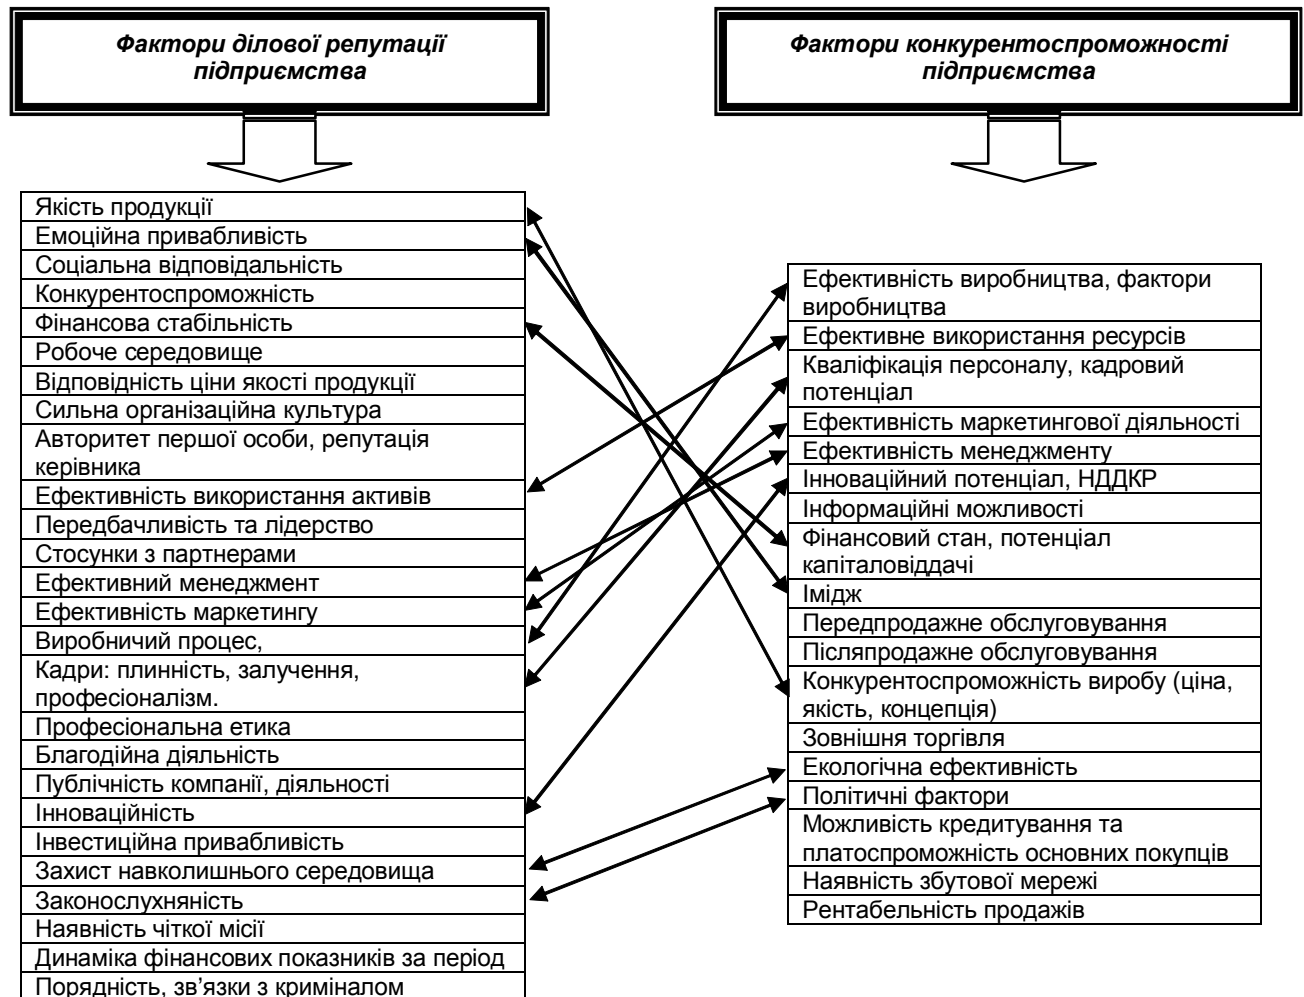 Фактори ділової репутації
підприємства
Фактори конкурентоспроможності
підприємства
Якість продукції
Емоційна привабливість
Соціальна відповідальність
Конкурентоспроможність
Фінансова стабільність
Робоче середовище
Відповідність ціни якості продукції
Сильна організаційна культура
Авторитет першої особи, репутація
керівника
Ефективність використання активів
Передбачливість та лідерство
Стосунки з партнерами
Ефективний менеджмент
Ефективність маркетингу
Виробничий процес,
Кадри: плинність, залучення,
професіоналізм.
Професіональна етика
Благодійна діяльність
Публічність компанії, діяльності
Інноваційність
Інвестиційна привабливість
Захист навколишнього середовища
Законослухняність
Наявність чіткої місії
Динаміка фінансових показників за період
Порядність, зв’язки з криміналом
Ефективність виробництва, фактори
виробництва
Ефективне використання ресурсів
Кваліфікація персоналу, кадровий
потенціал
Ефективність маркетингової діяльності
Ефективність менеджменту
Інноваційний потенціал, НДДКР
Інформаційні можливості
Фінансовий стан, потенціал
капіталовіддачі
Імідж
Передпродажне обслуговування
Післяпродажне обслуговування
Конкурентоспроможність виробу (ціна,
якість, концепція)
Зовнішня торгівля
Екологічна ефективність
Політичні фактори
Можливість кредитування та
платоспроможність основних покупців
Наявність збутової мережі
Рентабельність продажів